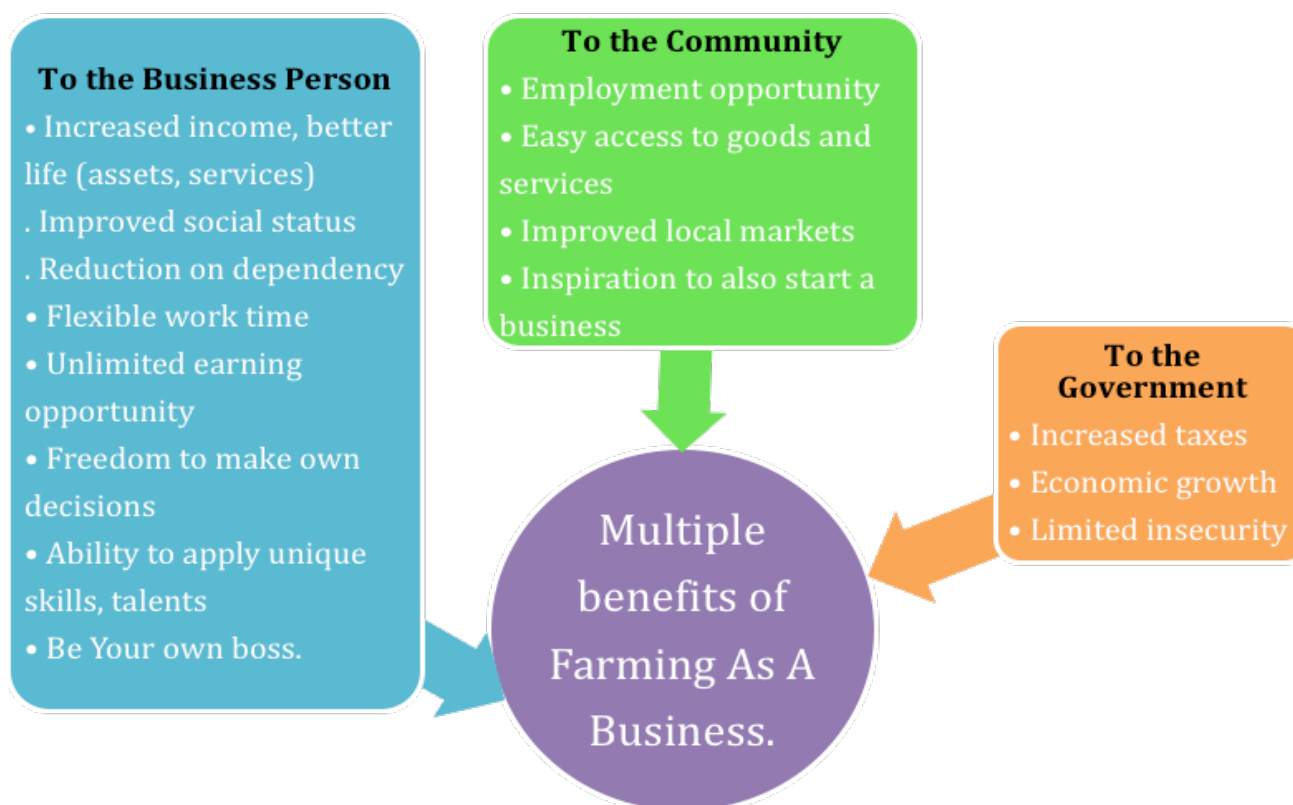 To the Business Person
• Increased income, better
life (assets, services)
. Improved social status
. Reduction on dependency
• Flexible work time
• Unlimited earning
opportunity
• Freedom to make own
decisions
• Ability to apply unique
skills, talents
• Be Your own boss.
To the Community
• Employment opportunity
• Easy access to goods and
services
• Improved local markets
• Inspiration to also start a
business
To the
Government
• Increased taxes
• Economic growth
• Limited insecurity
Multiple
benefits of
Farming As A
Business.